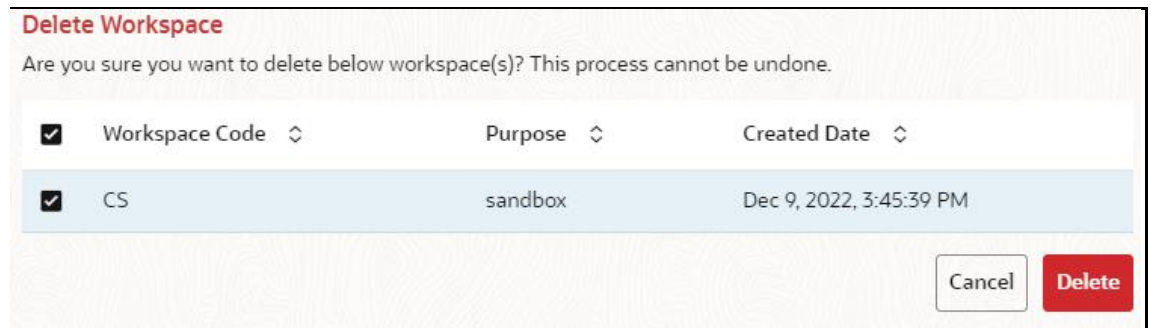 Delete Workspace
Are you sure you want to delete below workspace(s)? This process cannot be undone.
Workspace Code Purpose Created Date
CS sandbox Dec 9, 2022, 3:45:39 PM
Cancel Delete